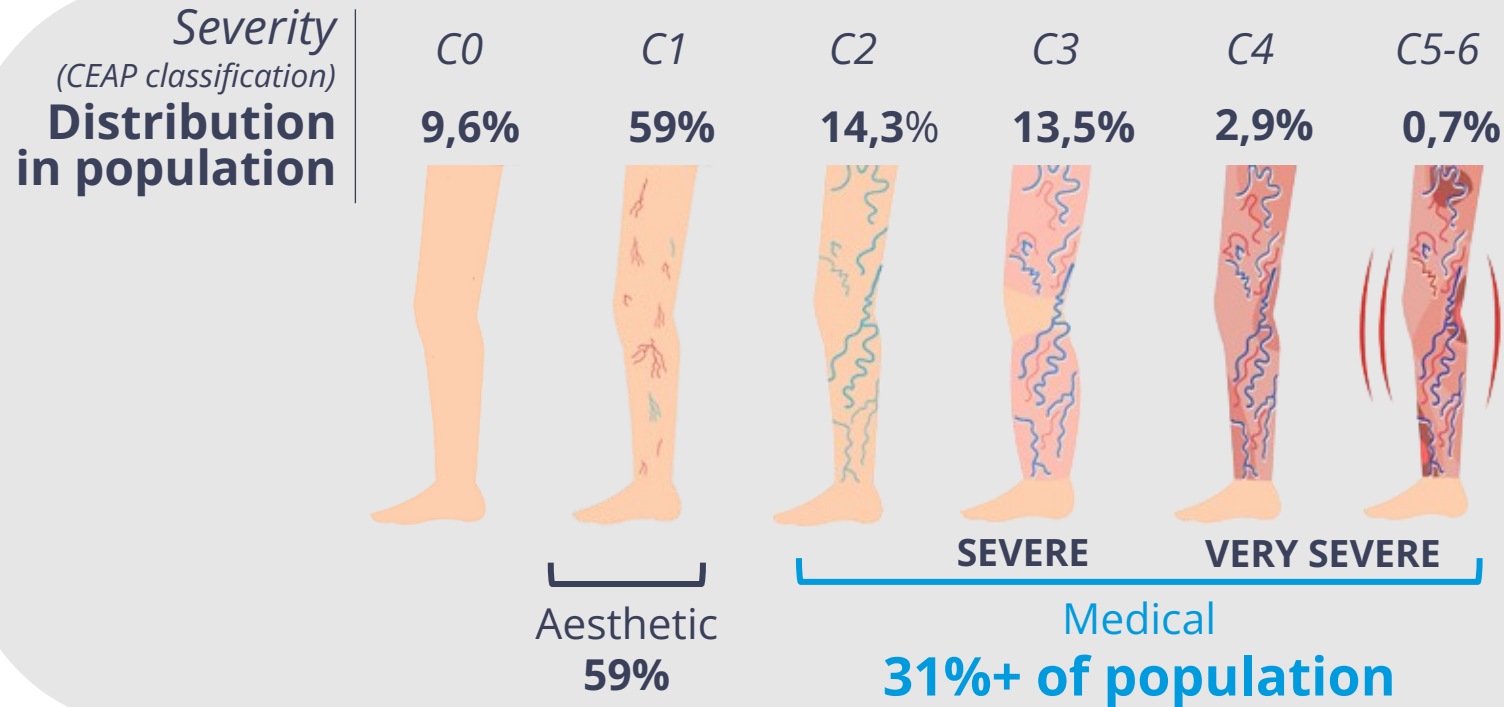 Severity
(CEAP classification)
Distribution
in population
C0 C1 C2 C3 C4 C5-6
9,6% 59% 14,3% 13,5% 2,9% 0,7%
SEVERE VERY SEVERE
Aesthetic
59%
Medical
31%+ of population